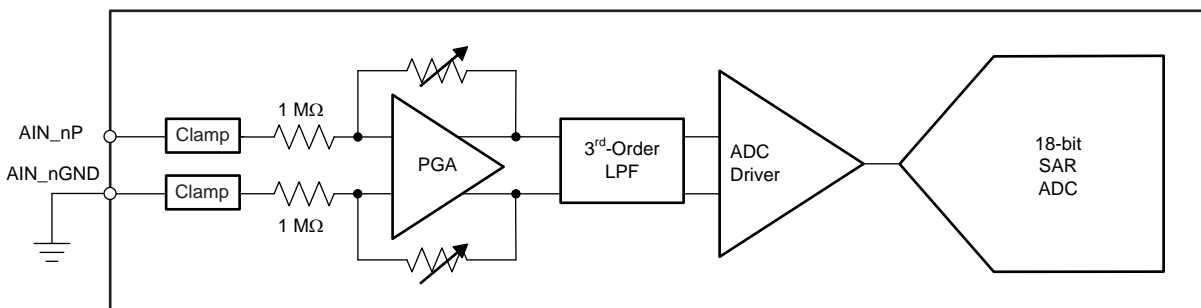 1 MΩ
AIN_nP
Clamp
AIN_nGND
Clamp
1 MΩ
PGA
3rd-Order
LPF
ADC
Driver
18-bit
SAR
ADC